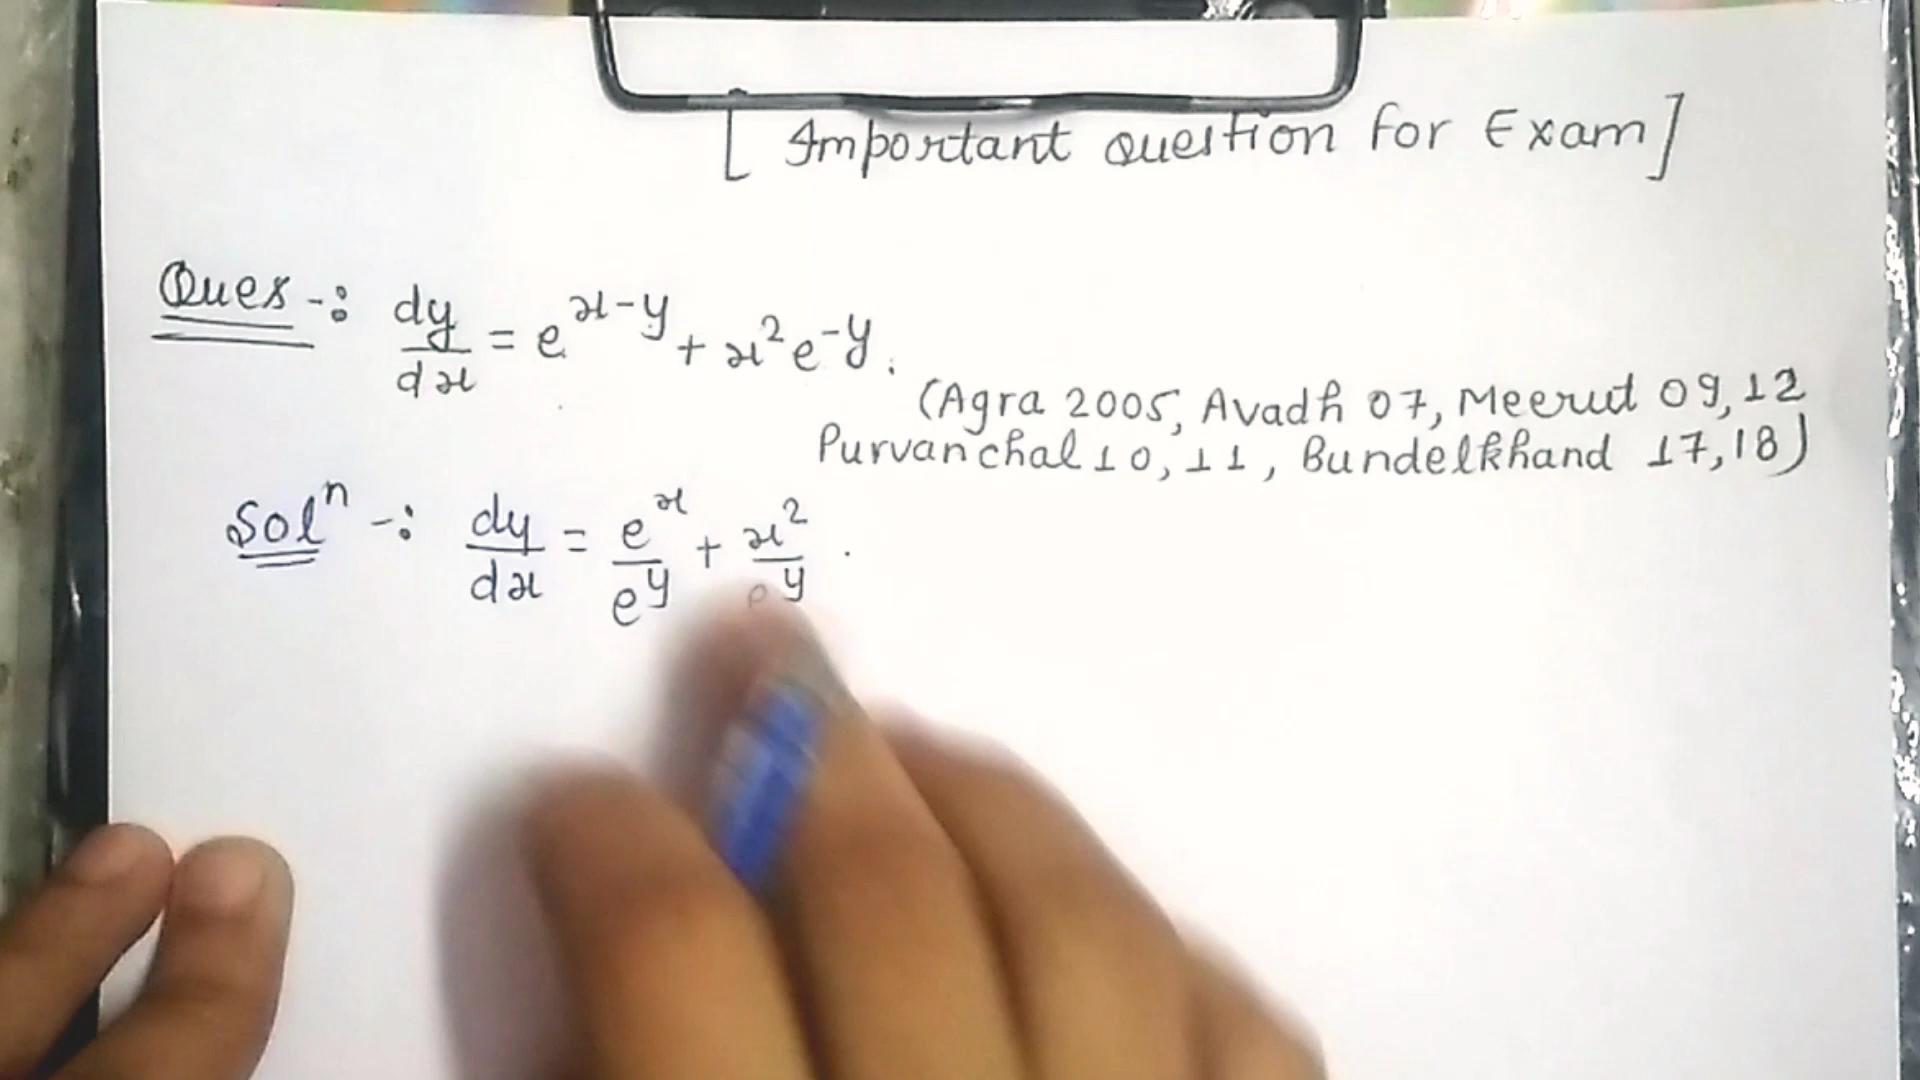 [ Important question for Exam ]
Ques -: dy/dx = e^(x-y) + x^2 e^-y.
(Agra 2005, Avadh 07, Meerut 09, 12
Purvanchal 10, 11, Bundelkhand 17, 18)
Sol^n -: dy/dx = e^x/e^y + x^2/e^y .